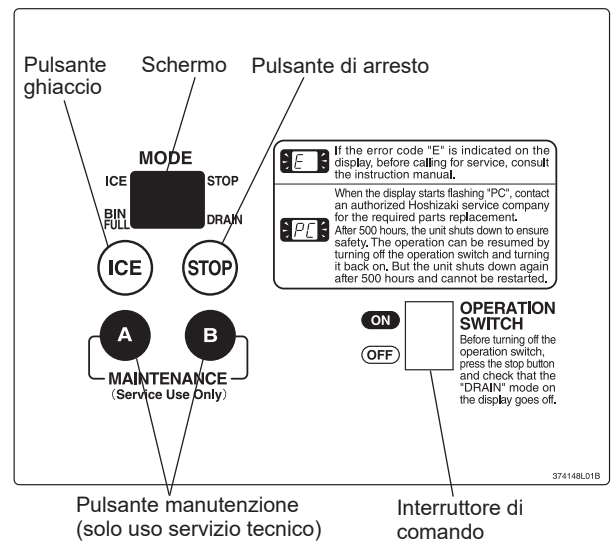 Pulsante
ghiaccio
Schermo
Pulsante di arresto
MODE
ICE
STOP
BIN
FULL
DRAIN
ICE
STOP
A
B
MAINTENANCE
(Service Use Only)
E
If the error code "E" is indicated on the
display, before calling for service, consult
the instruction manual.
PC
When the display starts flashing "PC", contact
an authorized Hoshizaki service company
for the required parts replacement.
After 500 hours, the unit shuts down to ensure
safety. The operation can be resumed by
turning off the operation switch and turning
it back on. But the unit shuts down again
after 500 hours and cannot be restarted.
ON
OFF
OPERATION
SWITCH
Before turning off the
operation switch,
press the stop button
and check that the
"DRAIN" mode on
the display goes off.
374148L01B
Pulsante manutenzione
(solo uso servizio tecnico)
Interruttore di
comando